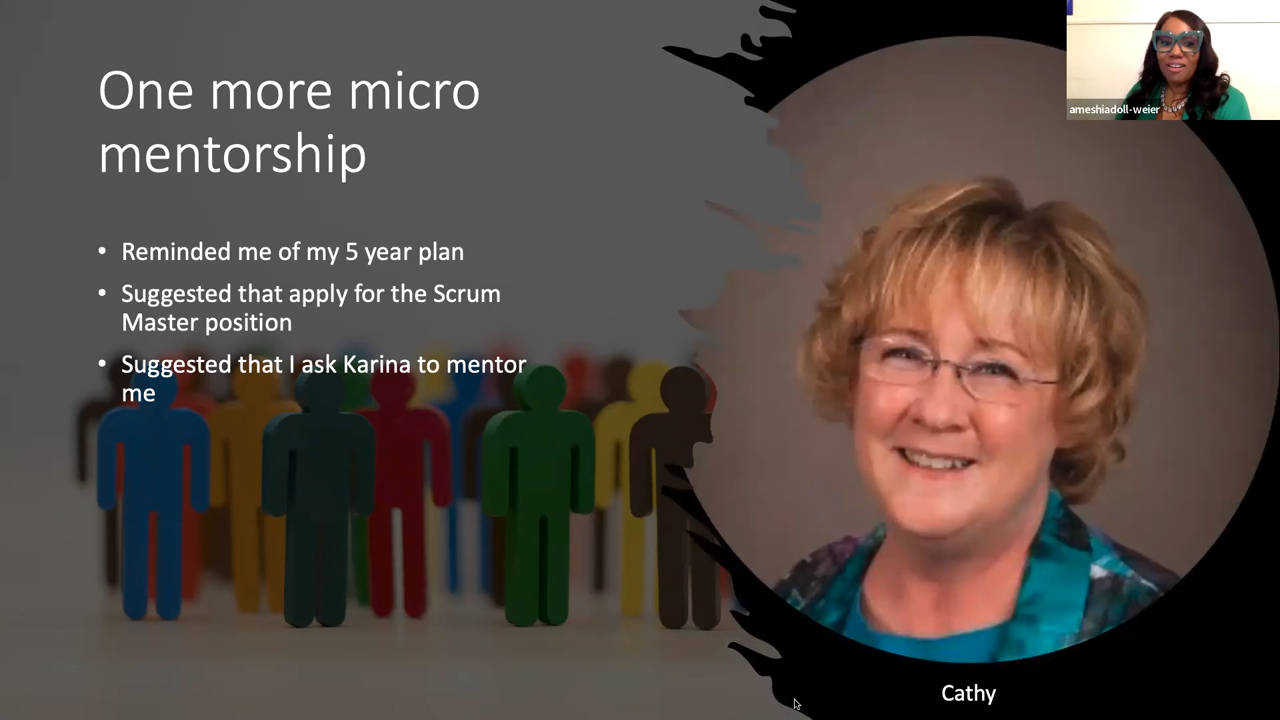 One more micro
mentorship
• Reminded me of my 5 year plan
• Suggested that apply for the Scrum
Master position
• Suggested that I ask Karina to mentor
me
ameshiadoll-weier
Cathy